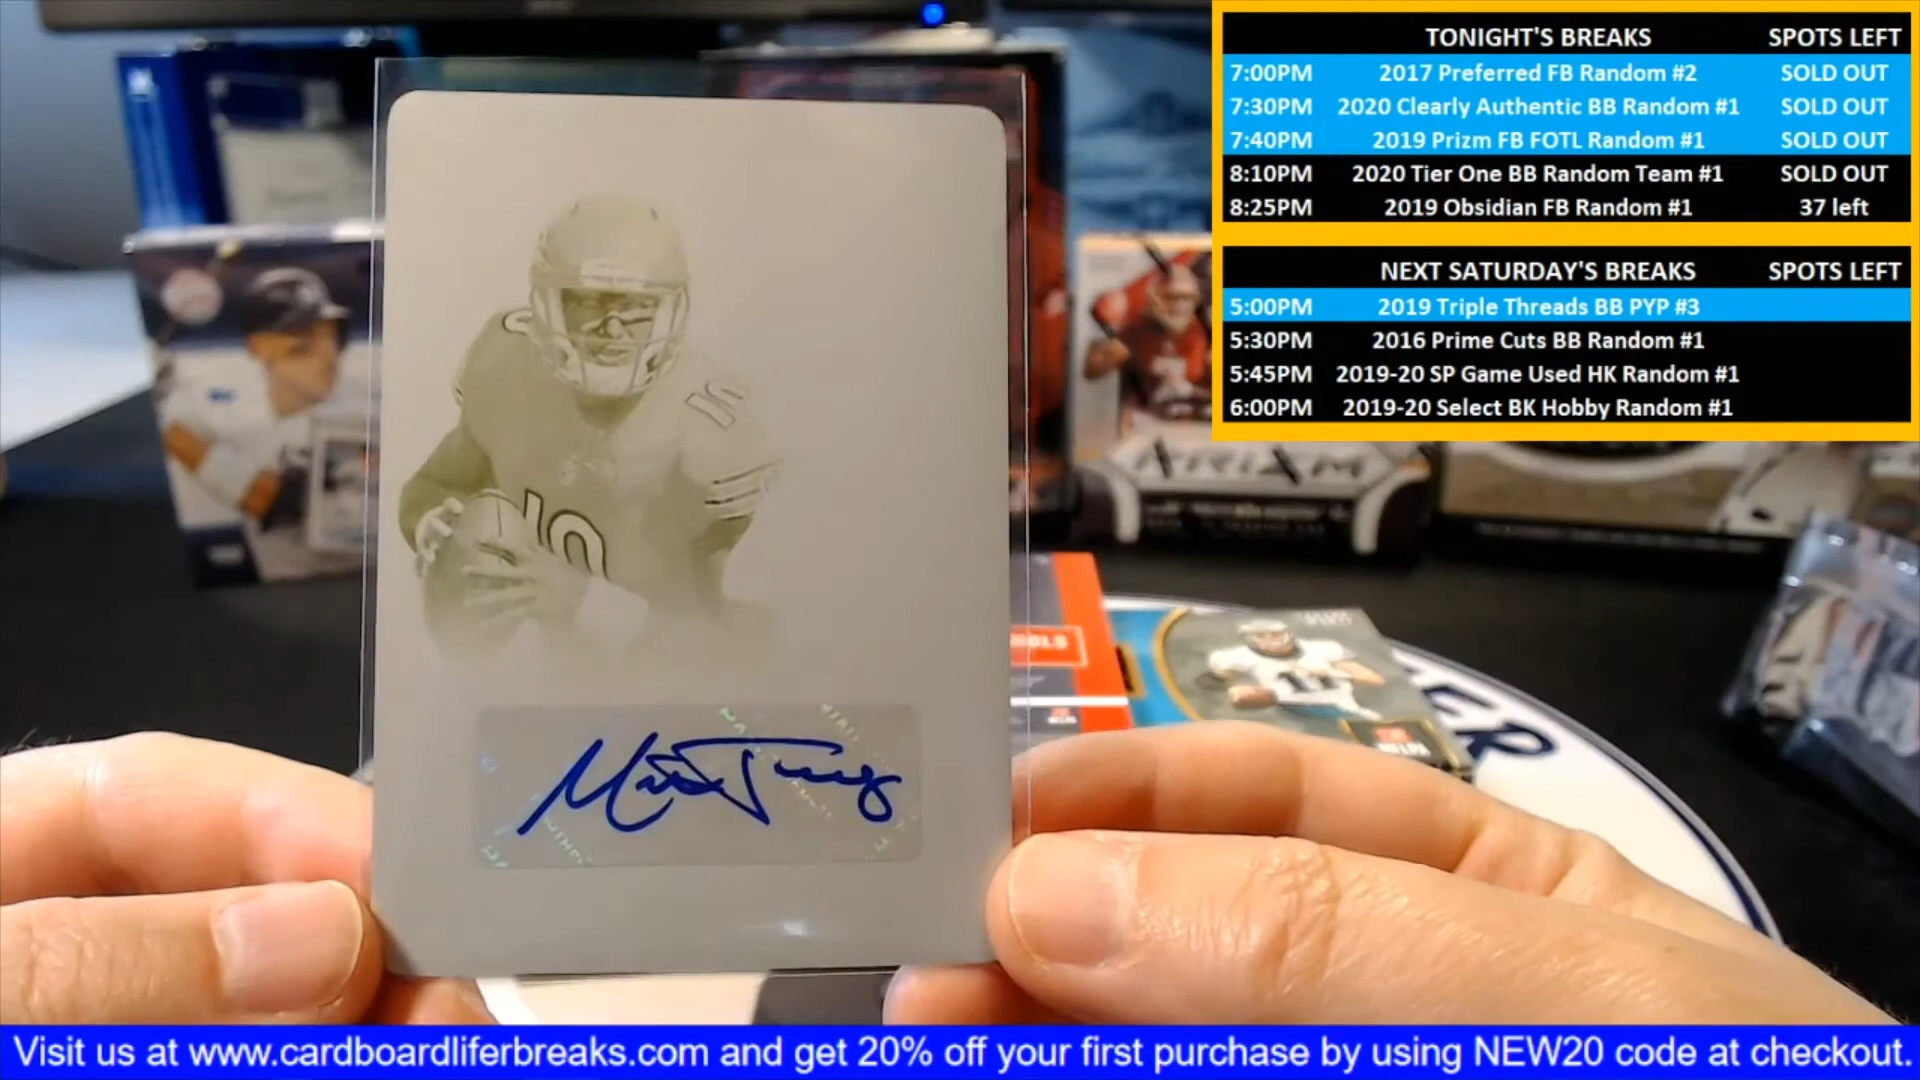 TONIGHT'S BREAKS SPOTS LEFT
7:00PM 2017 Preferred FB Random #2 SOLD OUT
7:30PM 2020 Clearly Authentic BB Random #1 SOLD OUT
7:40PM 2019 Prizm FB FOTL Random #1 SOLD OUT
8:10PM 2020 Tier One BB Random Team #1 SOLD OUT
8:25PM 2019 Obsidian FB Random #1 37 left
NEXT SATURDAY'S BREAKS SPOTS LEFT
5:00PM 2019 Triple Threads BB PYP #3
5:30PM 2016 Prime Cuts BB Random #1
5:45PM 2019-20 SP Game Used HK Random #1
6:00PM 2019-20 Select BK Hobby Random #1
10
11
Visit us at www.cardboardliferbreaks.com and get 20% off your first purchase by using NEW20 code at checkout.